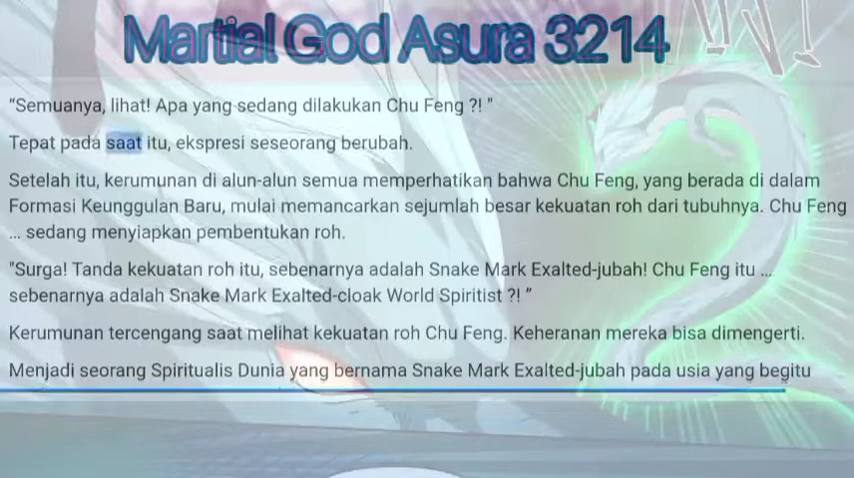 Martial God Asura 3214
“Semuanya, lihat! Apa yang sedang dilakukan Chu Feng ?! "
Tepat pada saat itu, ekspresi seseorang berubah.
Setelah itu, kerumunan di alun-alun semua memperhatikan bahwa Chu Feng, yang berada di dalam
Formasi Keunggulan Baru, mulai memancarkan sejumlah besar kekuatan roh dari tubuhnya. Chu Feng
... sedang menyiapkan pembentukan roh.
"Surga! Tanda kekuatan roh itu, sebenarnya adalah Snake Mark Exalted-jubah! Chu Feng itu ...
sebenarnya adalah Snake Mark Exalted-cloak World Spiritist ?! ”
Kerumunan tercengang saat melihat kekuatan roh Chu Feng. Keheranan mereka bisa dimengerti.
Menjadi seorang Spiritualis Dunia yang bernama Snake Mark Exalted-jubah pada usia yang begitu